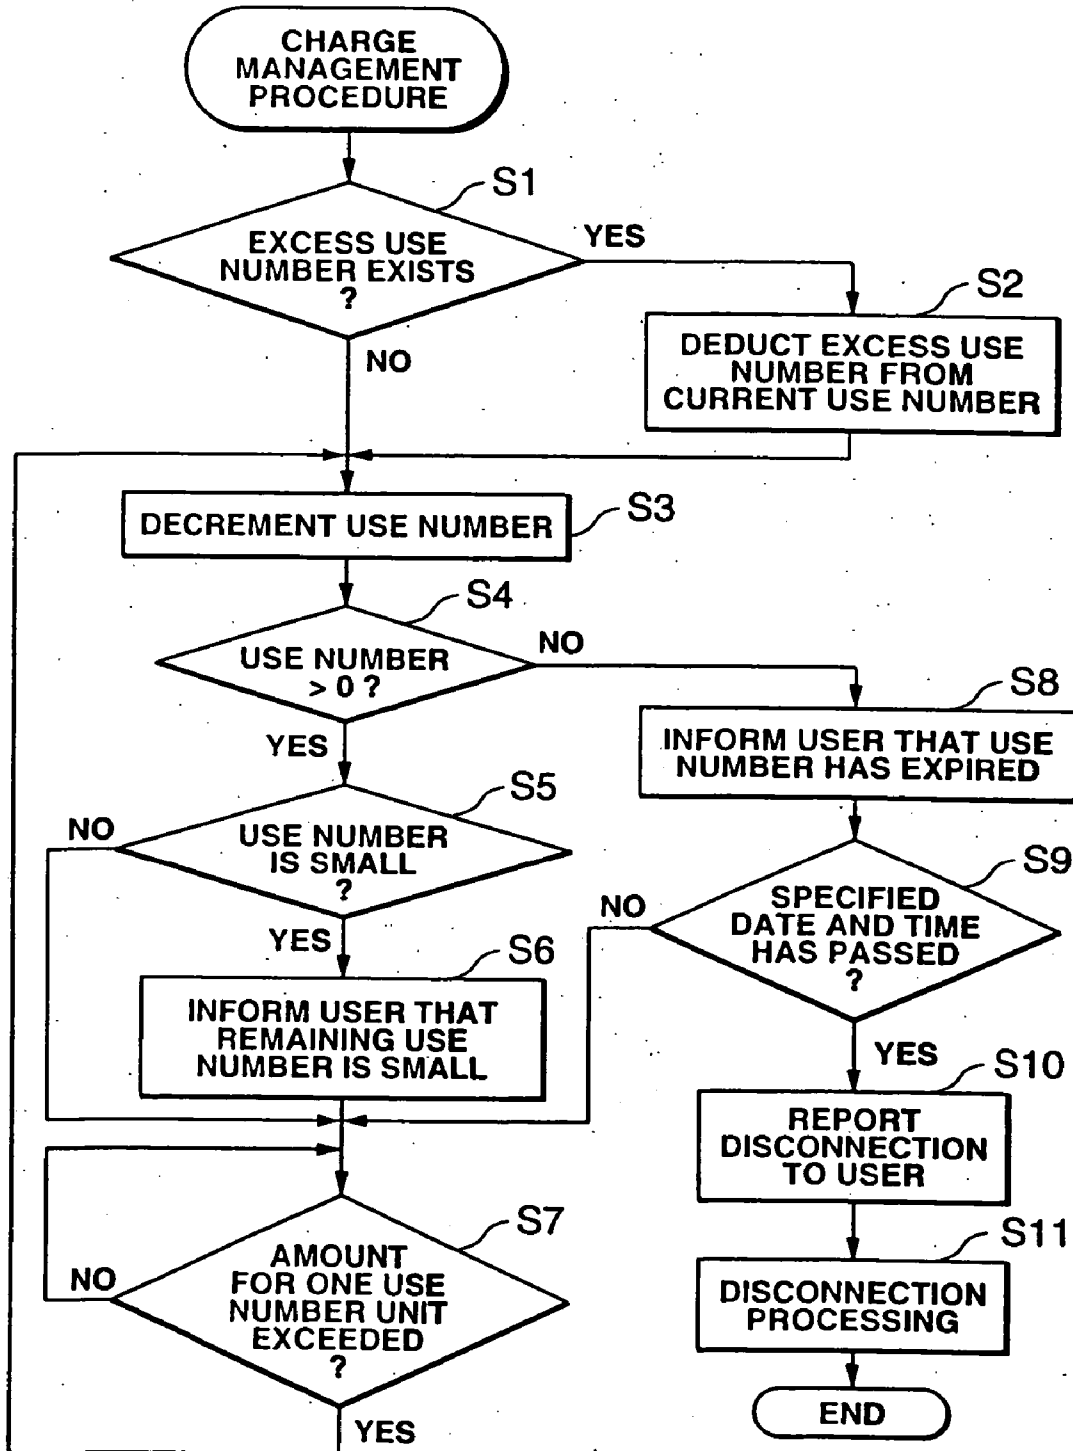 CHARGE
MANAGEMENT
PROCEDURE
S1
EXCESS USE
NUMBER EXISTS
?
YES
NO
S2
DEDUCT EXCESS USE
NUMBER FROM
CURRENT USE NUMBER
DECREMENT USE NUMBER
S3
S4
USE NUMBER
> 0 ?
NO
YES
S8
INFORM USER THAT USE
NUMBER HAS EXPIRED
S5
USE NUMBER
IS SMALL
?
NO
YES
S9
SPECIFIED
DATE AND TIME
HAS PASSED
?
NO
YES
S6
INFORM USER THAT
REMAINING USE
NUMBER IS SMALL
S10
REPORT
DISCONNECTION
TO USER
S7
AMOUNT
FOR ONE USE
NUMBER UNIT
EXCEEDED
?
NO
YES
S11
DISCONNECTION
PROCESSING
END